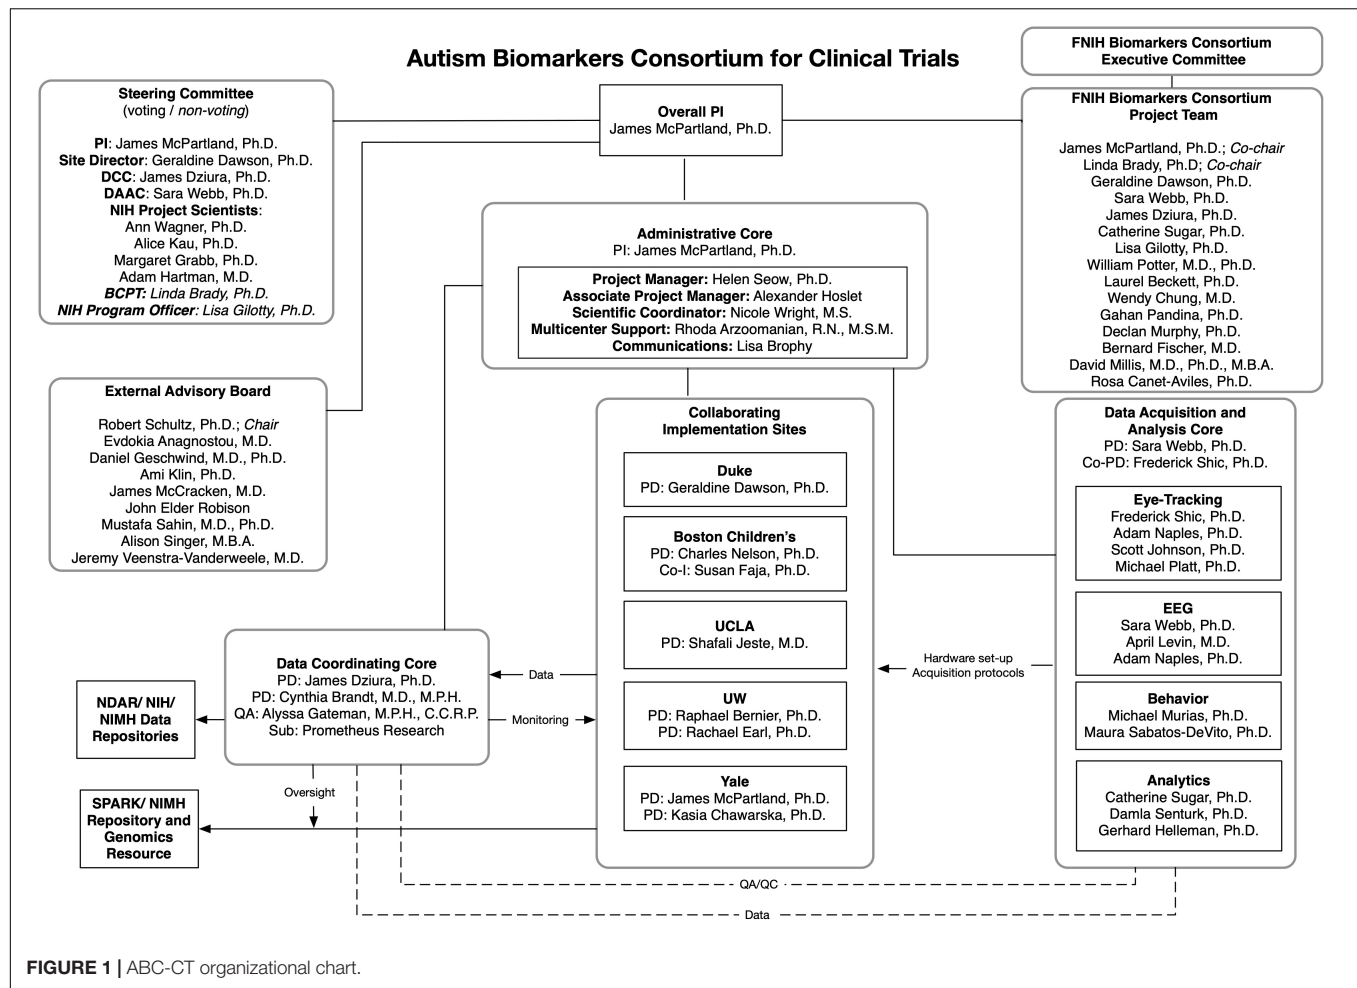 Autism Biomarkers Consortium for Clinical Trials
FNIH Biomarkers Consortium
Executive Committee
Steering Committee
(voting / non-voting)
PI: James McPartland, Ph.D.
Site Director: Geraldine Dawson, Ph.D.
DCC: James Dziura, Ph.D.
DAAC: Sara Webb, Ph.D.
NIH Project Scientists:
Ann Wagner, Ph.D.
Alice Kau, Ph.D.
Margaret Grabb, Ph.D.
Adam Hartman, M.D.
BCPT: Linda Brady, Ph.D.
NIH Program Officer: Lisa Gilotty, Ph.D.
Overall PI
James McPartland, Ph.D.
FNIH Biomarkers Consortium
Project Team
James McPartland, Ph.D.; Co-chair
Linda Brady, Ph.D; Co-chair
Geraldine Dawson, Ph.D.
Sara Webb, Ph.D.
James Dziura, Ph.D.
Catherine Sugar, Ph.D.
Lisa Gilotty, Ph.D.
William Potter, M.D., Ph.D.
Laurel Beckett, Ph.D.
Wendy Chung, M.D.
Gahan Pandina, Ph.D.
Declan Murphy, Ph.D.
Bernard Fischer, M.D.
David Millis, M.D., Ph.D., M.B.A.
Rosa Canet-Aviles, Ph.D.
Administrative Core
PI: James McPartland, Ph.D.
Project Manager: Helen Seow, Ph.D.
Associate Project Manager: Alexander Hoslet
Scientific Coordinator: Nicole Wright, M.S.
Multicenter Support: Rhoda Arzoomanian, R.N., M.S.M.
Communications: Lisa Brophy
External Advisory Board
Robert Schultz, Ph.D.; Chair
Evdokia Anagnostou, M.D.
Daniel Geschwind, M.D., Ph.D.
Ami Klin, Ph.D.
James McCracken, M.D.
John Elder Robison
Mustafa Sahin, M.D., Ph.D.
Alison Singer, M.B.A.
Jeremy Veenstra-Vanderweele, M.D.
Collaborating
Implementation Sites
Duke
PD: Geraldine Dawson, Ph.D.
Boston Children's
PD: Charles Nelson, Ph.D.
Co-I: Susan Faja, Ph.D.
UCLA
PD: Shafali Jeste, M.D.
UW
PD: Raphael Bernier, Ph.D.
PD: Rachael Earl, Ph.D.
Yale
PD: James McPartland, Ph.D.
PD: Kasia Chawarska, Ph.D.
Data Acquisition and
Analysis Core
PD: Sara Webb, Ph.D.
Co-PD: Frederick Shic, Ph.D.
Eye-Tracking
Frederick Shic, Ph.D.
Adam Naples, Ph.D.
Scott Johnson, Ph.D.
Michael Platt, Ph.D.
EEG
Sara Webb, Ph.D.
April Levin, M.D.
Adam Naples, Ph.D.
Behavior
Michael Murias, Ph.D.
Maura Sabatos-DeVito, Ph.D.
Analytics
Catherine Sugar, Ph.D.
Damla Senturk, Ph.D.
Gerhard Helleman, Ph.D.
Hardware set-up
Acquisition protocols
Data Coordinating Core
PD: James Dziura, Ph.D.
PD: Cynthia Brandt, M.D., M.P.H.
QA: Alyssa Gateman, M.P.H., C.C.R.P.
Sub: Prometheus Research
Data
Monitoring
NDAR/ NIH/
NIMH Data
Repositories
Oversight
SPARK/ NIMH
Repository and
Genomics
Resource
QA/QC
Data
FIGURE 1 | ABC-CT organizational chart.